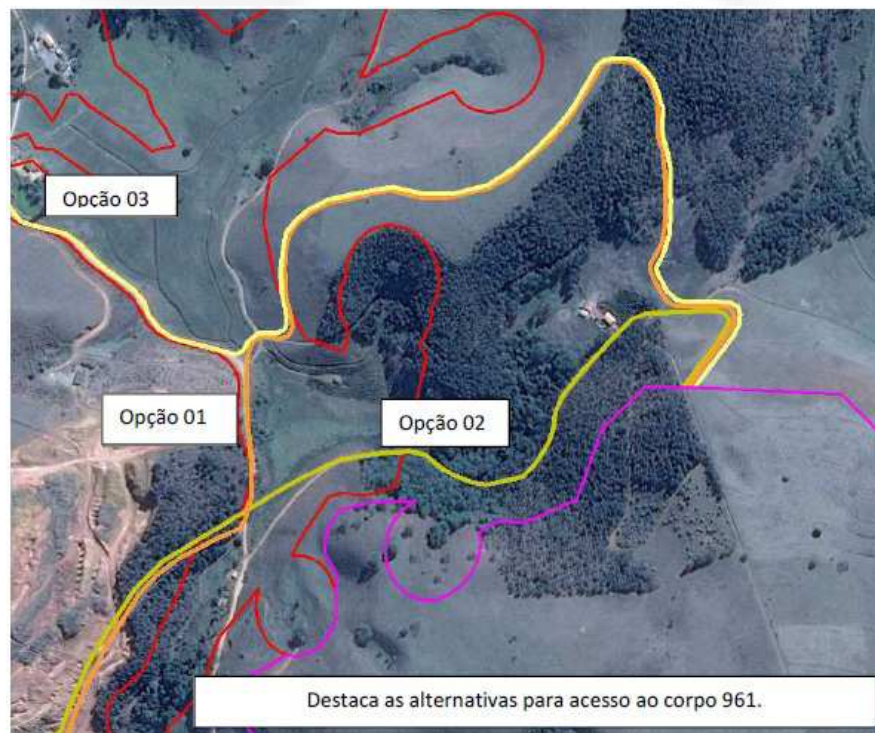 Opção 03
Opção 01
Opção 02
Destaca as alternativas para acesso ao corpo 961.